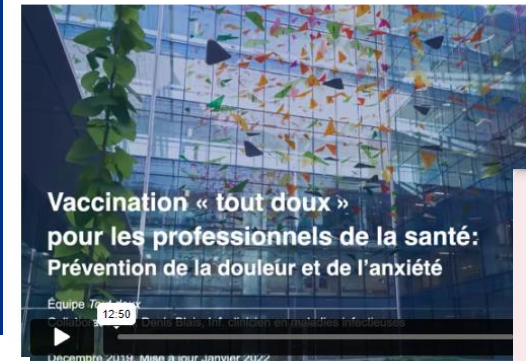 Vaccination « tout doux »
pour les professionnels de la santé:
Prévention de la douleur et de l'anxiété
Équipe Tout doux
12:50
Denis Blais, inf. clinicien en maladies infectieuses
Décembre 2019, Mise à jour Janvier 2022